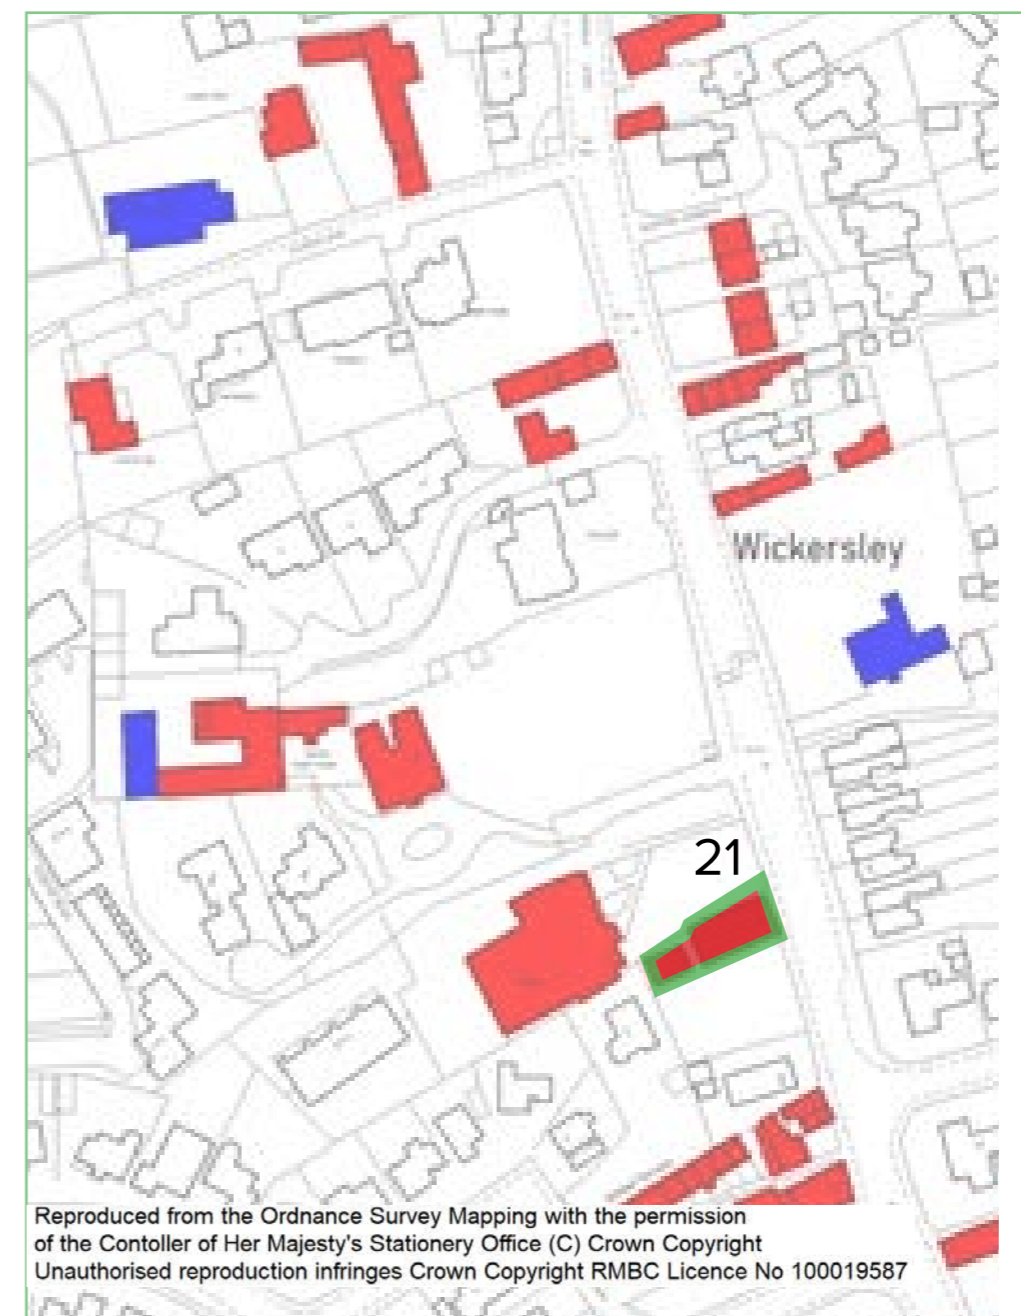 Wickersley
21
Reproduced from the Ordnance Survey Mapping with the permission
of the Contoller of Her Majesty's Stationery Office (C) Crown Copyright
Unauthorised reproduction infringes Crown Copyright RMBC Licence No 100019587